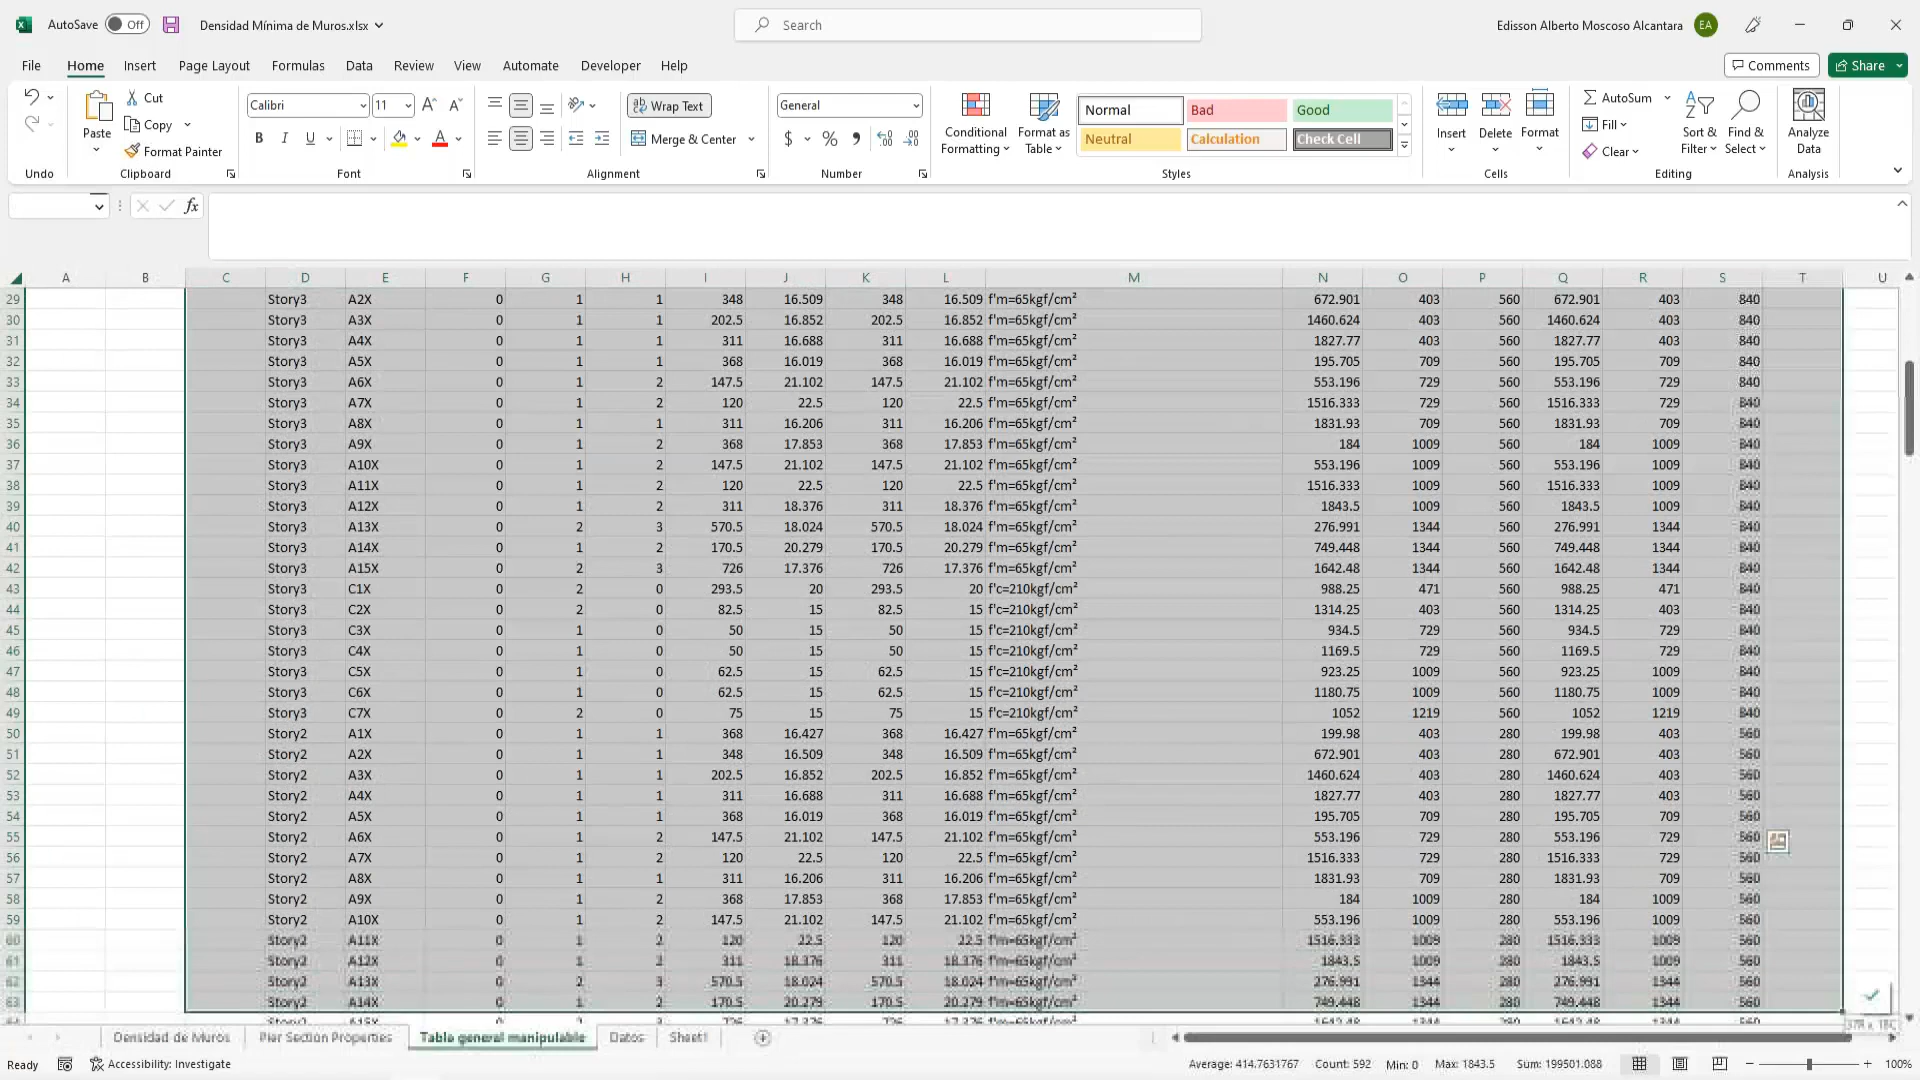 AutoSave Off Densidad Mínima de Muros.xlsx Search Edisson Alberto Moscoso Alcantara EA
File Home Insert Page Layout Formulas Data Review View Automate Developer Help Comments Share
Cut Calibri 11 Wrap Text General Normal Bad Good AutoSum
Paste Copy Conditional Formatting Format as Table Insert Delete Format Fill Sort & Filter Find & Select Analyze Data
Format Painter B I U Merge & Center $ % Neutral Calculation Check Cell Clear
Undo Clipboard Font Alignment Number Styles Cells Editing Analysis
fx
A B C D E F G H I J K L M N O P Q R S T U
29 Story3 A2X 0 1 1 348 16.509 348 16.509 f'm=65kgf/cm² 672.901 403 560 672.901 403 840
30 Story3 A3X 0 1 1 202.5 16.852 202.5 16.852 f'm=65kgf/cm² 1460.624 403 560 1460.624 403 840
31 Story3 A4X 0 1 1 311 16.688 311 16.688 f'm=65kgf/cm² 1827.77 403 560 1827.77 403 840
32 Story3 A5X 0 1 1 368 16.019 368 16.019 f'm=65kgf/cm² 195.705 709 560 195.705 709 840
33 Story3 A6X 0 1 2 147.5 21.102 147.5 21.102 f'm=65kgf/cm² 553.196 729 560 553.196 729 840
34 Story3 A7X 0 1 2 120 22.5 120 22.5 f'm=65kgf/cm² 1516.333 729 560 1516.333 729 840
35 Story3 A8X 0 1 1 311 16.206 311 16.206 f'm=65kgf/cm² 1831.93 709 560 1831.93 709 840
36 Story3 A9X 0 1 2 368 17.853 368 17.853 f'm=65kgf/cm² 184 1009 560 184 1009 840
37 Story3 A10X 0 1 2 147.5 21.102 147.5 21.102 f'm=65kgf/cm² 553.196 1009 560 553.196 1009 840
38 Story3 A11X 0 1 2 120 22.5 120 22.5 f'm=65kgf/cm² 1516.333 1009 560 1516.333 1009 840
39 Story3 A12X 0 1 2 311 18.376 311 18.376 f'm=65kgf/cm² 1843.5 1009 560 1843.5 1009 840
40 Story3 A13X 0 2 3 570.5 18.024 570.5 18.024 f'm=65kgf/cm² 276.991 1344 560 276.991 1344 840
41 Story3 A14X 0 1 2 170.5 20.279 170.5 20.279 f'm=65kgf/cm² 749.448 1344 560 749.448 1344 840
42 Story3 A15X 0 2 3 726 17.376 726 17.376 f'm=65kgf/cm² 1642.48 1344 560 1642.48 1344 840
43 Story3 C1X 0 2 0 293.5 20 293.5 20 f'c=210kgf/cm² 988.25 471 560 988.25 471 840
44 Story3 C2X 0 2 0 82.5 15 82.5 15 f'c=210kgf/cm² 1314.25 403 560 1314.25 403 840
45 Story3 C3X 0 1 0 50 15 50 15 f'c=210kgf/cm² 934.5 729 560 934.5 729 840
46 Story3 C4X 0 1 0 50 15 50 15 f'c=210kgf/cm² 1169.5 729 560 1169.5 729 840
47 Story3 C5X 0 1 0 62.5 15 62.5 15 f'c=210kgf/cm² 923.25 1009 560 923.25 1009 840
48 Story3 C6X 0 1 0 62.5 15 62.5 15 f'c=210kgf/cm² 1180.75 1009 560 1180.75 1009 840
49 Story3 C7X 0 2 0 75 15 75 15 f'c=210kgf/cm² 1052 1219 560 1052 1219 840
50 Story2 A1X 0 1 1 368 16.427 368 16.427 f'm=65kgf/cm² 199.98 403 280 199.98 403 560
51 Story2 A2X 0 1 1 348 16.509 348 16.509 f'm=65kgf/cm² 672.901 403 280 672.901 403 560
52 Story2 A3X 0 1 1 202.5 16.852 202.5 16.852 f'm=65kgf/cm² 1460.624 403 280 1460.624 403 560
53 Story2 A4X 0 1 1 311 16.688 311 16.688 f'm=65kgf/cm² 1827.77 403 280 1827.77 403 560
54 Story2 A5X 0 1 1 368 16.019 368 16.019 f'm=65kgf/cm² 195.705 709 280 195.705 709 560
55 Story2 A6X 0 1 2 147.5 21.102 147.5 21.102 f'm=65kgf/cm² 553.196 729 280 553.196 729 560
56 Story2 A7X 0 1 2 120 22.5 120 22.5 f'm=65kgf/cm² 1516.333 729 280 1516.333 729 560
57 Story2 A8X 0 1 1 311 16.206 311 16.206 f'm=65kgf/cm² 1831.93 709 280 1831.93 709 560
58 Story2 A9X 0 1 2 368 17.853 368 17.853 f'm=65kgf/cm² 184 1009 280 184 1009 560
59 Story2 A10X 0 1 2 147.5 21.102 147.5 21.102 f'm=65kgf/cm² 553.196 1009 280 553.196 1009 560
60 Story2 A11X 0 1 2 120 22.5 120 22.5 f'm=65kgf/cm² 1516.333 1009 280 1516.333 1009 560
61 Story2 A12X 0 1 2 311 18.376 311 18.376 f'm=65kgf/cm² 1843.5 1009 280 1843.5 1009 560
62 Story2 A13X 0 2 3 570.5 18.024 570.5 18.024 f'm=65kgf/cm² 276.991 1344 280 276.991 1344 560
63 Story2 A14X 0 1 2 170.5 20.279 170.5 20.279 f'm=65kgf/cm² 749.448 1344 280 749.448 1344 560
Densidad de Muros Pier Section Properties Tabla general manipulable Datos Sheet1
Ready Accessibility: Investigate Average: 414.7631767 Count: 592 Min: 0 Max: 1843.5 Sum: 199501.088 100%